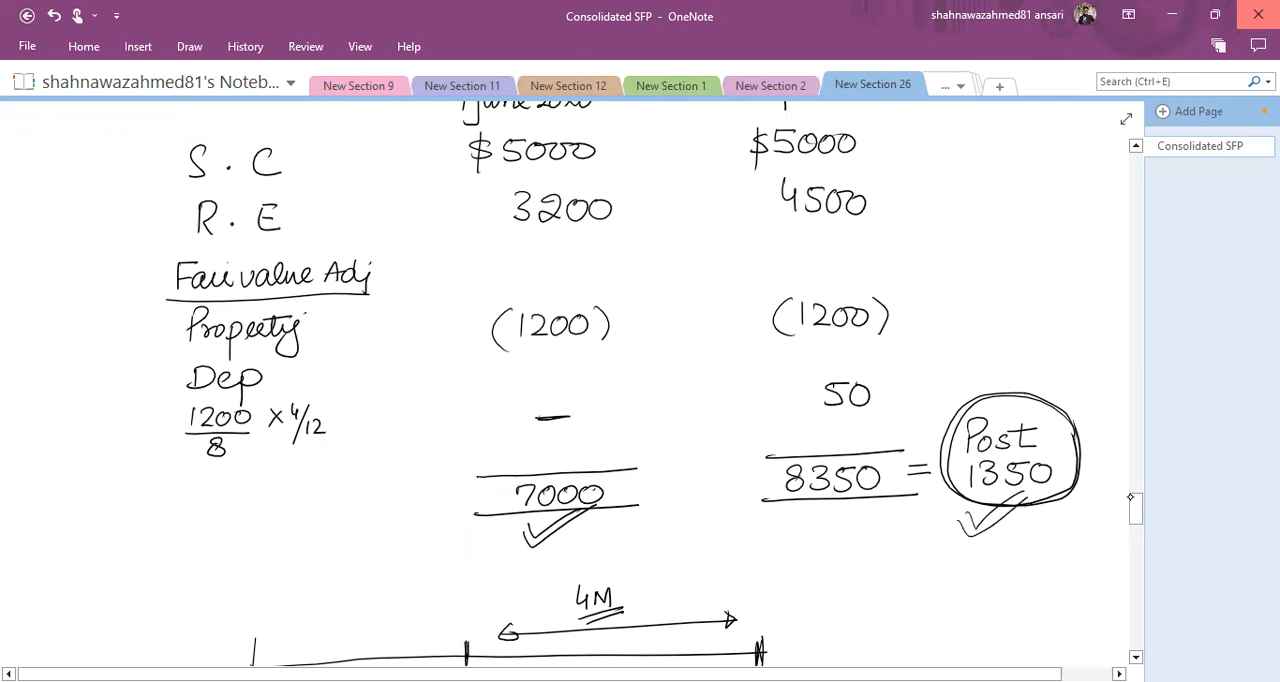 Consolidated SFP - OneNote
shahnawazahmed81 ansari
File Home Insert Draw History Review View Help
shahnawazahmed81's Noteb... New Section 9 New Section 11 New Section 12 New Section 1 New Section 2 New Section 26 ... Search (Ctrl+E)
Add Page
Consolidated SFP
1 June 2020
S.C $5000 $5000
R.E 3200 4500
Fair value Adj
Property (1200) (1200)
Dep 50
1200/8 × 4/12 -
7000 8350 = Post 1350
4M